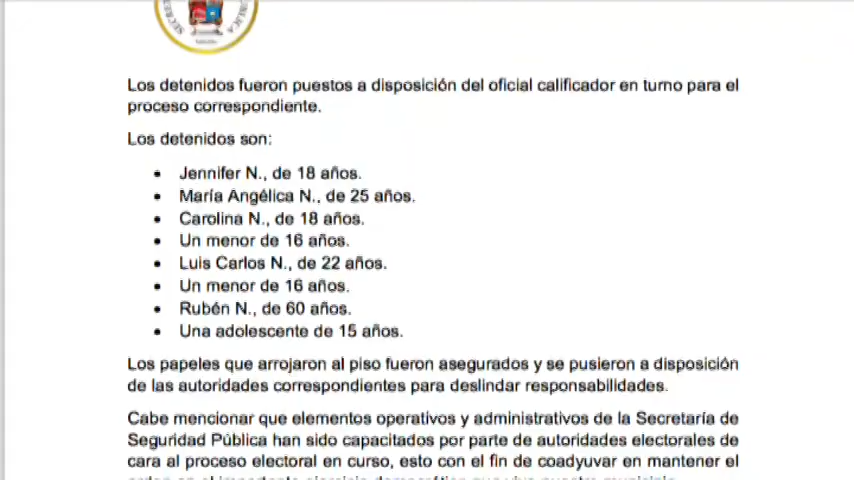 Los detenidos fueron puestos a disposición del oficial calificador en turno para el
proceso correspondiente.
Los detenidos son:
• Jennifer N., de 18 años.
• María Angélica N., de 25 años.
• Carolina N., de 18 años.
• Un menor de 16 años.
• Luis Carlos N., de 22 años.
• Un menor de 16 años.
• Rubén N., de 60 años.
• Una adolescente de 15 años.
Los papeles que arrojaron al piso fueron asegurados y se pusieron a disposición
de las autoridades correspondientes para deslindar responsabilidades.
Cabe mencionar que elementos operativos y administrativos de la Secretaría de
Seguridad Pública han sido capacitados por parte de autoridades electorales de
cara al proceso electoral en curso, esto con el fin de coadyuvar en mantener el